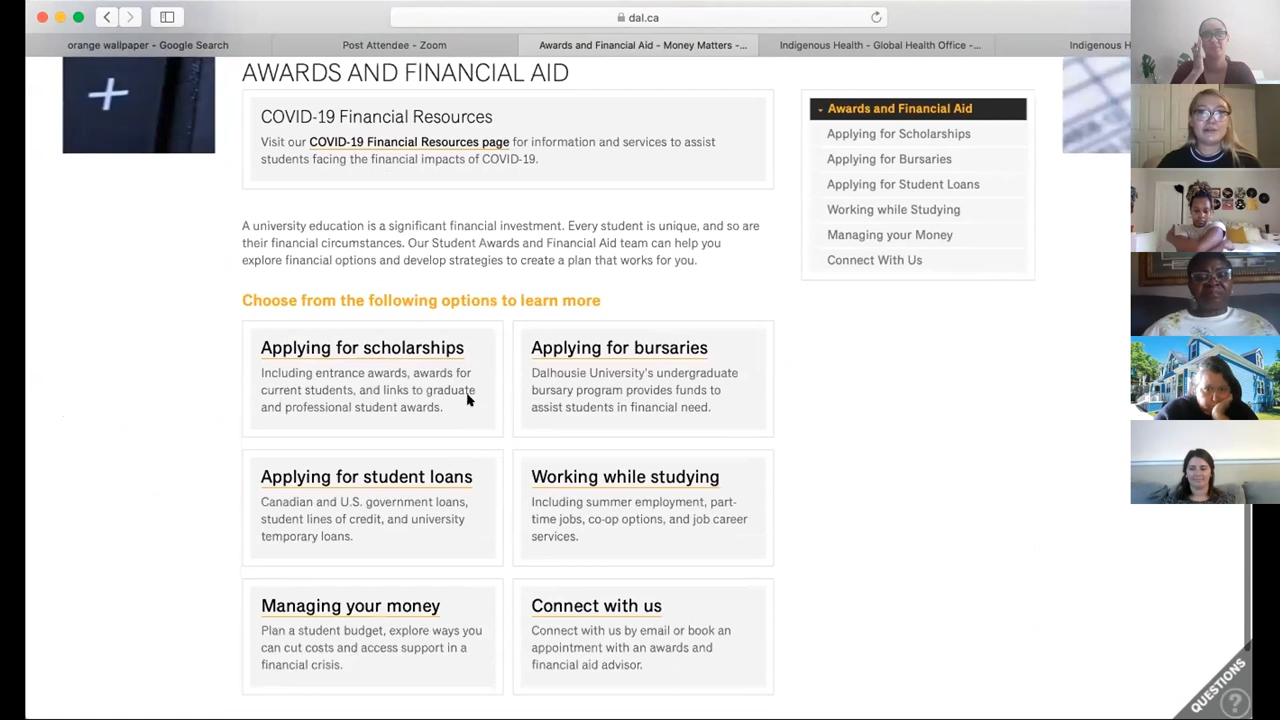 dal.ca
orange wallpaper - Google Search
Post Attendee - Zoom
Awards and Financial Aid - Money Matters -...
Indigenous Health - Global Health Office -...
Indigenous H
AWARDS AND FINANCIAL AID
COVID-19 Financial Resources
Visit our COVID-19 Financial Resources page for information and services to assist
students facing the financial impacts of COVID-19.
A university education is a significant financial investment. Every student is unique, and so are
their financial circumstances. Our Student Awards and Financial Aid team can help you
explore financial options and develop strategies to create a plan that works for you.
Choose from the following options to learn more
Applying for scholarships
Including entrance awards, awards for
current students, and links to graduate
and professional student awards.
Applying for bursaries
Dalhousie University's undergraduate
bursary program provides funds to
assist students in financial need.
Applying for student loans
Canadian and U.S. government loans,
student lines of credit, and university
temporary loans.
Working while studying
Including summer employment, part-
time jobs, co-op options, and job career
services.
Managing your money
Plan a student budget, explore ways you
can cut costs and access support in a
financial crisis.
Connect with us
Connect with us by email or book an
appointment with an awards and
financial aid advisor.
Awards and Financial Aid
Applying for Scholarships
Applying for Bursaries
Applying for Student Loans
Working while Studying
Managing your Money
Connect With Us
QUESTIONS
?